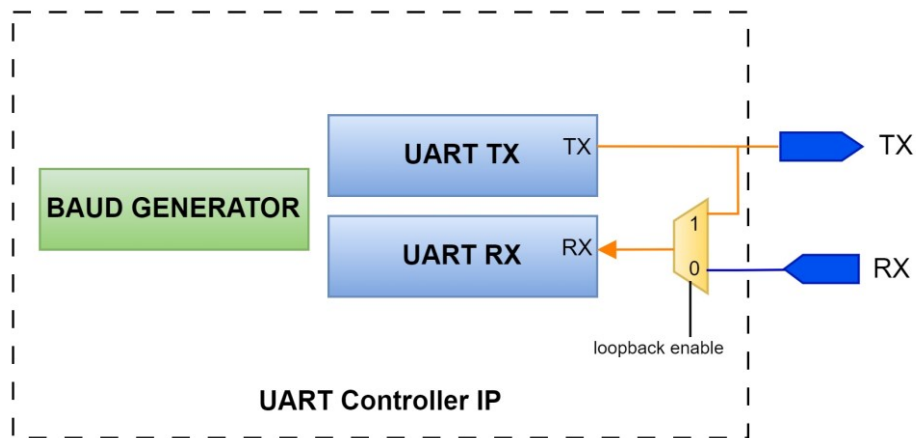 UART TX
TX
TX
BAUD GENERATOR
1
UART RX
RX
0
RX
loopback enable
UART Controller IP